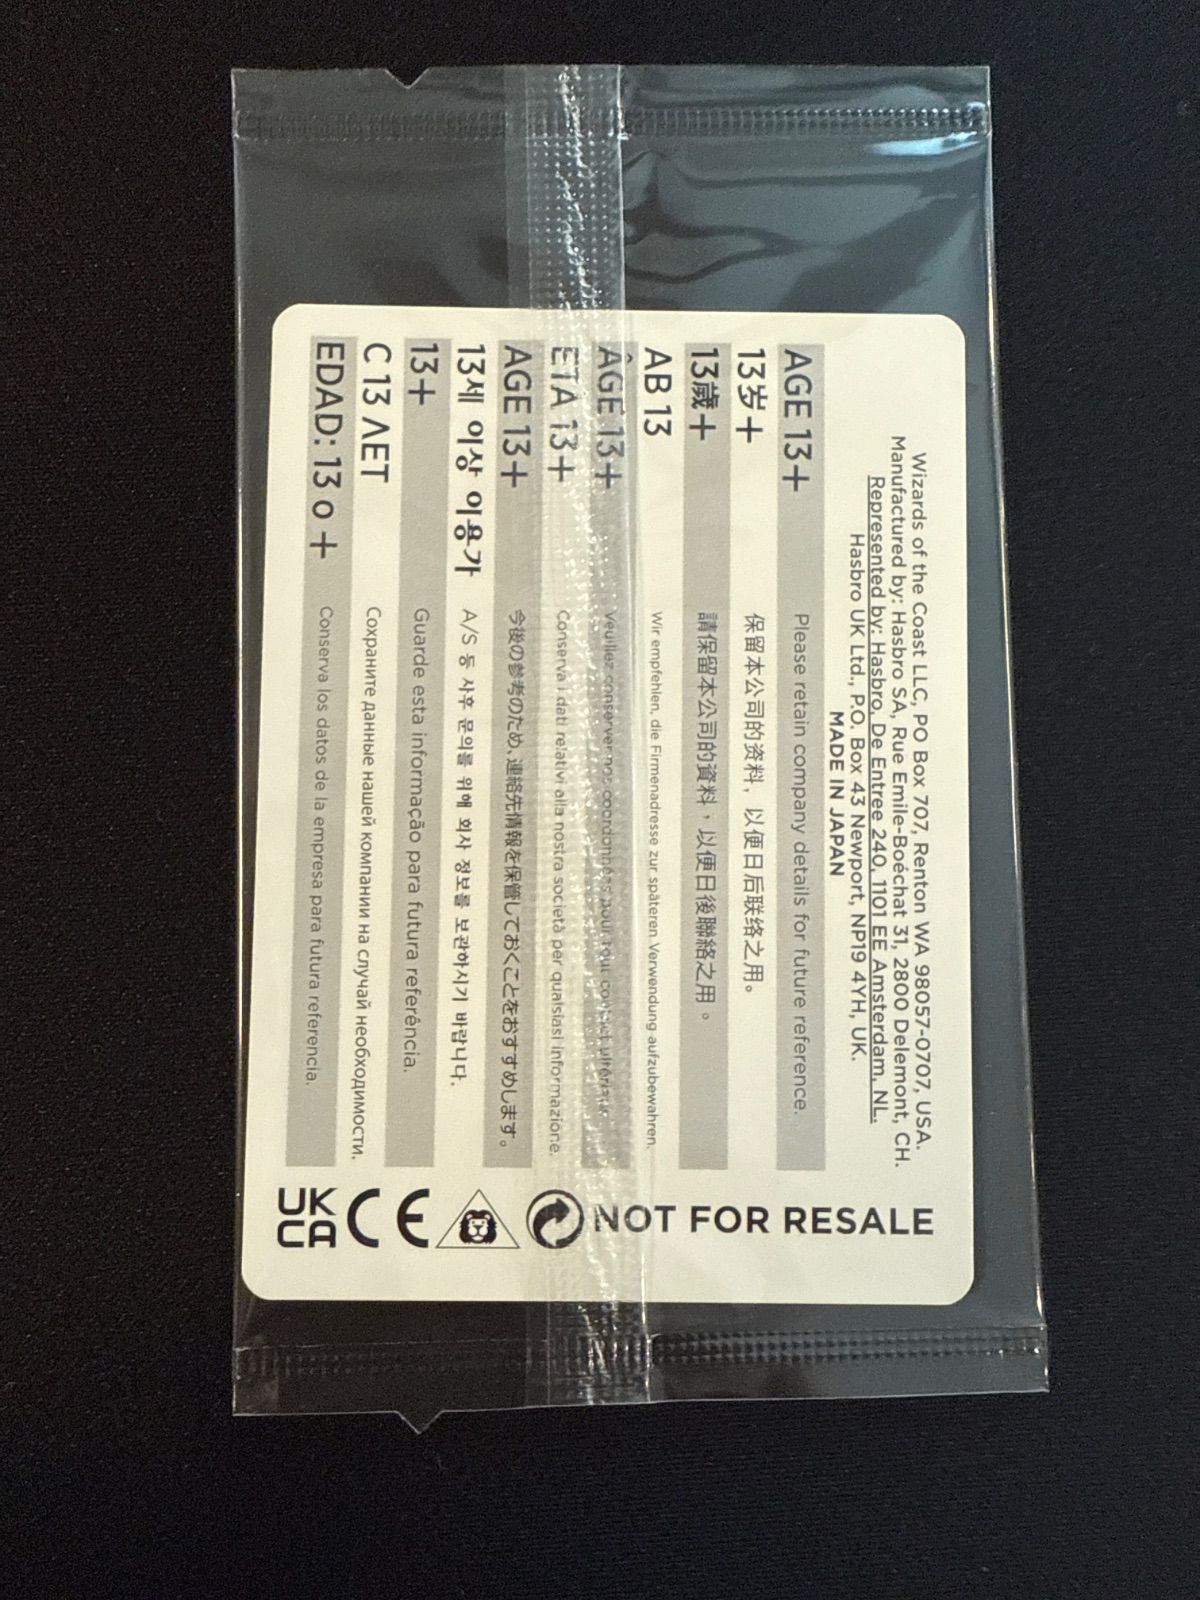 Wizards of the Coast LLC, PO Box 707, Renton WA 98057-0707, USA.
Manufactured by: Hasbro SA, Rue Emile-Boéchat 31, 2800 Delemont, CH.
Represented by: Hasbro, De Entree 240, 1101 EE Amsterdam, NL.
Hasbro UK Ltd., P.O. Box 43 Newport, NP19 4YH, UK.
MADE IN JAPAN
AGE 13+ Please retain company details for future reference.
13岁+ 保留本公司的资料，以便日后联络之用。
13歲+ 請保留本公司的資料，以便日後聯絡之用。
AB 13 Wir empfehlen, die Firmenadresse zur späteren Verwendung aufzubewahren.
ÂGE 13+ Veuillez conserver nos coordonnées pour tout contact ultérieur.
ETÀ 13+ Conserva i dati relativi alla nostra società per qualsiasi informazione.
AGE 13+ 今後の参考のため、連絡先情報を保管しておくことをおすすめします。
13세 이상 이용가 A/S 등 사후 문의를 위해 회사 정보를 보관하시기 바랍니다.
13+ Guarde esta informação para futura referência.
С 13 ЛЕТ Сохраните данные нашей компании на случай необходимости.
EDAD: 13 o + Conserva los datos de la empresa para futura referencia.
NOT FOR RESALE
CE
UK
CA